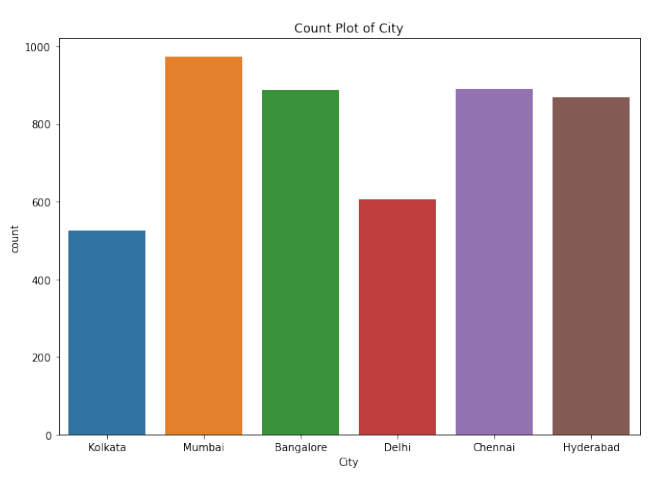 Count Plot of City
1000
800
600
400
200
0
count
Kolkata Mumbai Bangalore Delhi Chennai Hyderabad
City